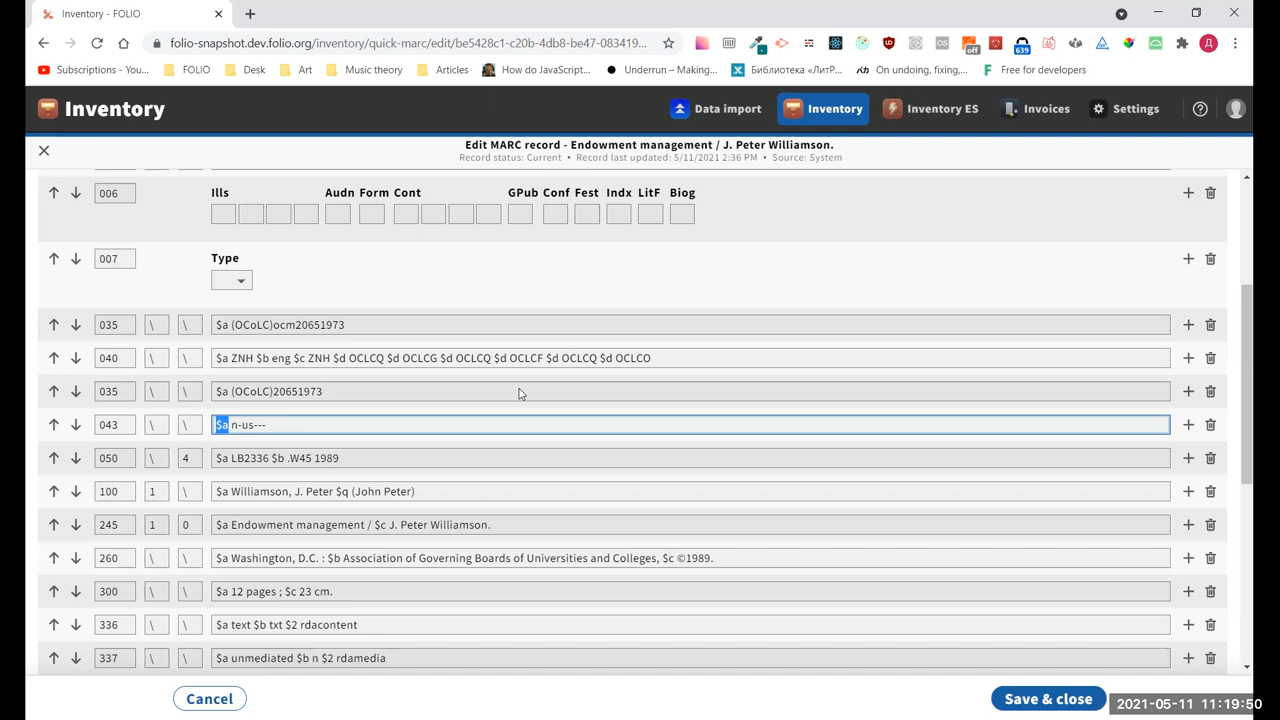 Inventory - FOLIO
folio-snapshot.dev.folio.org/inventory/quick-marc/edit/be5428c1-c20b-4db8-be47-083419...
off
639
Д
Subscriptions - You...
FOLIO
Desk
Art
Music theory
Articles
How do JavaScript...
Underrun – Making...
Библиотека «ЛитР...
On undoing, fixing,...
Free for developers
Inventory
Data import
Inventory
Inventory ES
Invoices
Settings
Edit MARC record - Endowment management / J. Peter Williamson.
Record status: Current • Record last updated: 5/11/2021 2:36 PM • Source: System
006 Ills Audn Form Cont GPub Conf Fest Indx LitF Biog
007 Type
035 \ \ $a (OCoLC)ocm20651973
040 \ \ $a ZNH $b eng $c ZNH $d OCLCQ $d OCLCG $d OCLCQ $d OCLCF $d OCLCQ $d OCLCO
035 \ \ $a (OCoLC)20651973
043 \ \ $a n-us---
050 \ 4 $a LB2336 $b .W45 1989
100 1 \ $a Williamson, J. Peter $q (John Peter)
245 1 0 $a Endowment management / $c J. Peter Williamson.
260 \ \ $a Washington, D.C. : $b Association of Governing Boards of Universities and Colleges, $c ©1989.
300 \ \ $a 12 pages ; $c 23 cm.
336 \ \ $a text $b txt $2 rdacontent
337 \ \ $a unmediated $b n $2 rdamedia
Cancel
Save & close
2021-05-11 11:19:50